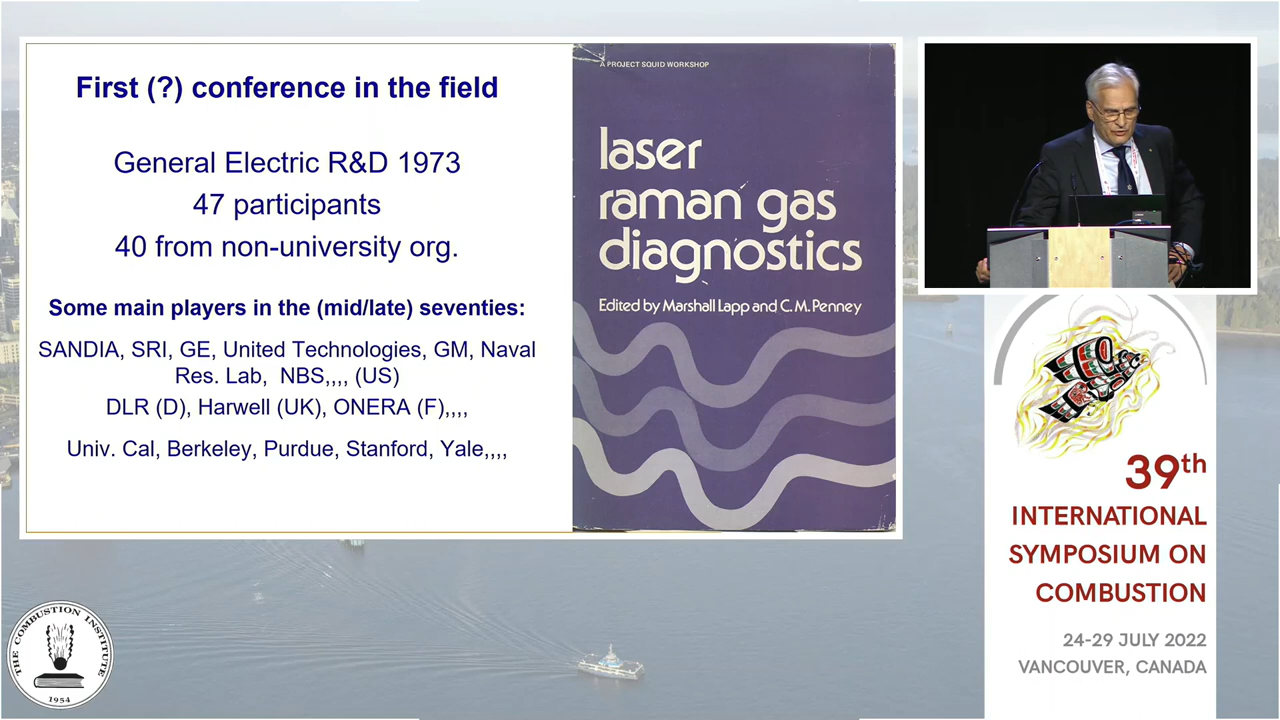 First (?) conference in the field
General Electric R&D 1973
47 participants
40 from non-university org.
Some main players in the (mid/late) seventies:
SANDIA, SRI, GE, United Technologies, GM, Naval
Res. Lab, NBS,,,, (US)
DLR (D), Harwell (UK), ONERA (F),,,,
Univ. Cal, Berkeley, Purdue, Stanford, Yale,,,,
A PROJECT SQUID WORKSHOP
laser
raman gas
diagnostics
Edited by Marshall Lapp and C. M. Penney
39th
INTERNATIONAL
SYMPOSIUM ON
COMBUSTION
24-29 JULY 2022
VANCOUVER, CANADA
THE COMBUSTION INSTITUTE
1954